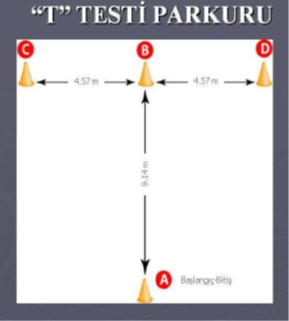 “T” TESTİ PARKURU
C B D
4.57 m 4.57 m
9.14 m
A Başlangıç-Bitiş